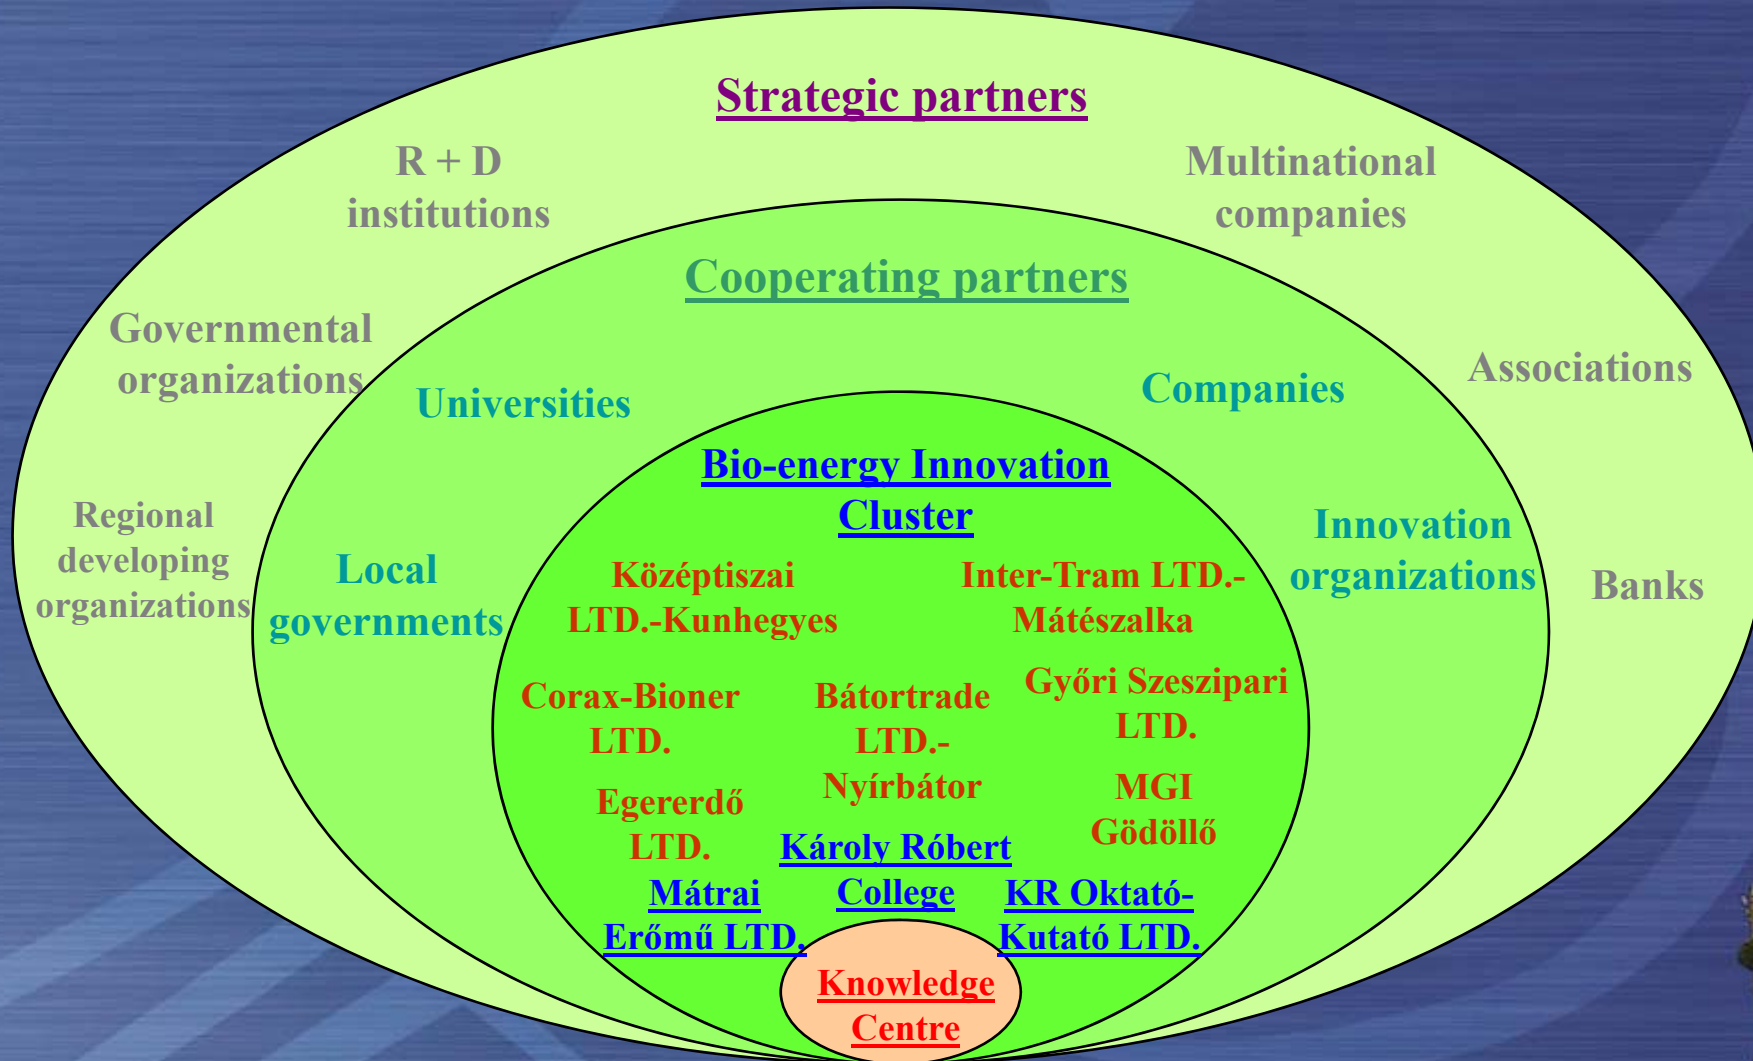 Strategic partners
R + D
institutions
Multinational
companies
Cooperating partners
Governmental
organizations
Associations
Universities
Companies
Bio-energy Innovation
Cluster
Regional
developing
organizations
Local
governments
Innovation
organizations
Banks
Középtiszai
LTD.-Kunhegyes
Inter-Tram LTD.-
Mátészalka
Corax-Bioner
LTD.
Bátortrade
LTD.-
Nyírbátor
Győri Szeszipari
LTD.
Egererdő
LTD.
MGI
Gödöllő
Károly Róbert
College
Mátrai
Erőmű LTD.
KR Oktató-
Kutató LTD.
Knowledge
Centre